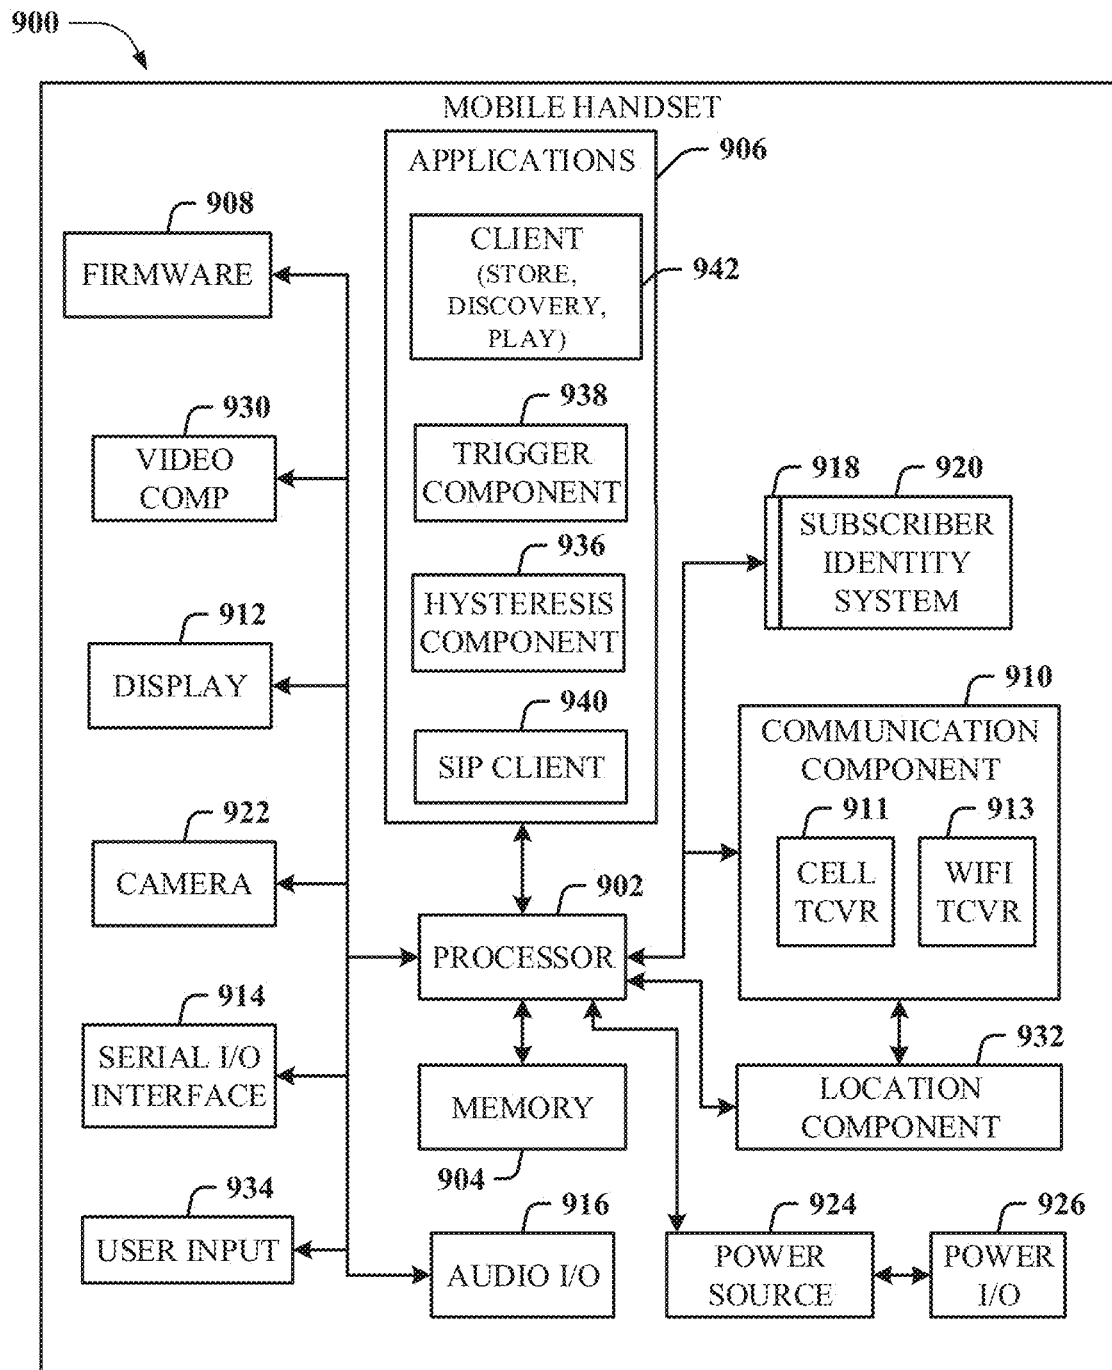 900
MOBILE HANDSET
APPLICATIONS
906
908
FIRMWARE
CLIENT
(STORE,
DISCOVERY,
PLAY)
942
930
VIDEO
COMP
938
TRIGGER
COMPONENT
918
920
SUBSCRIBER
IDENTITY
SYSTEM
936
HYSTERESIS
COMPONENT
912
DISPLAY
940
SIP CLIENT
910
COMMUNICATION
COMPONENT
911
CELL
TCVR
913
WIFI
TCVR
922
CAMERA
902
PROCESSOR
914
SERIAL I/O
INTERFACE
MEMORY
904
932
LOCATION
COMPONENT
934
USER INPUT
916
AUDIO I/O
924
POWER
SOURCE
926
POWER
I/O